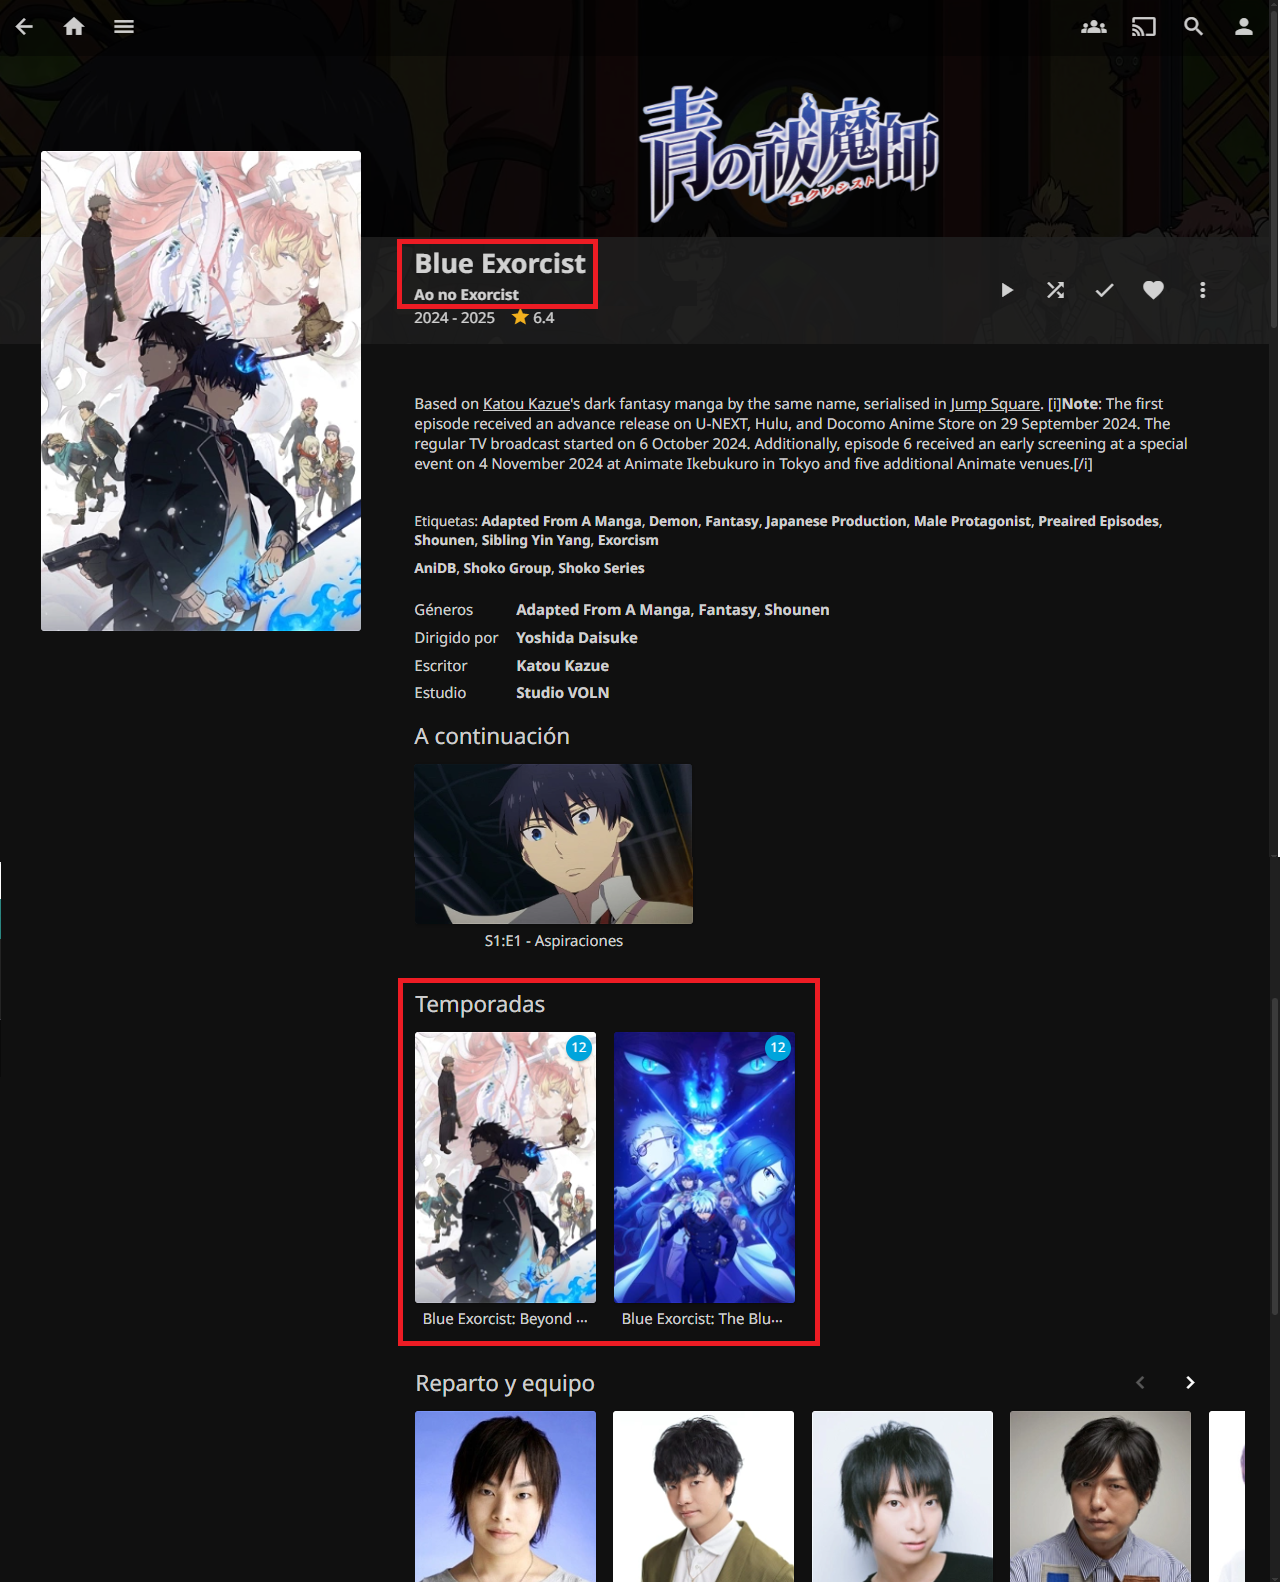 青の祓魔師
エクソシスト
Blue Exorcist
Ao no Exorcist
2024 - 2025 6.4
Based on Katou Kazue's dark fantasy manga by the same name, serialised in Jump Square. [i]Note: The first
episode received an advance release on U-NEXT, Hulu, and Docomo Anime Store on 29 September 2024. The
regular TV broadcast started on 6 October 2024. Additionally, episode 6 received an early screening at a special
event on 4 November 2024 at Animate Ikebukuro in Tokyo and five additional Animate venues.[/i]
Etiquetas: Adapted From A Manga, Demon, Fantasy, Japanese Production, Male Protagonist, Preaired Episodes,
Shounen, Sibling Yin Yang, Exorcism
AniDB, Shoko Group, Shoko Series
Géneros Adapted From A Manga, Fantasy, Shounen
Dirigido por Yoshida Daisuke
Escritor Katou Kazue
Estudio Studio VOLN
A continuación
S1:E1 - Aspiraciones
Temporadas
12 12
Blue Exorcist: Beyond ... Blue Exorcist: The Blu...
Reparto y equipo